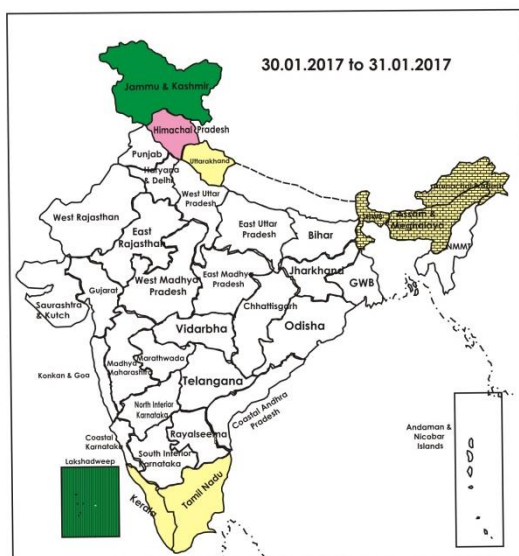 30.01.2017 to 31.01.2017
Jammu & Kashmir
Himachal Pradesh
Punjab
Uttarakhand
Haryana
& Delhi
West Uttar
Pradesh
West Rajasthan
East
Rajasthan
East Uttar
Pradesh
Bihar
Assam &
Meghalaya
NMMT
Gujarat
West Madhya
Pradesh
East Madhya
Pradesh
Jharkhand
GWB
Saurashtra
& Kutch
Chhattisgarh
Vidarbha
Odisha
Madhya
Maharashtra
Marathwada
Konkan & Goa
Telangana
North Interior
Karnataka
Coastal Andhra
Pradesh
Coastal
Karnataka
Rayalseema
South Interior
Karnataka
Andaman &
Nicobar
Islands
Lakshadweep
Kerala
Tamil Nadu